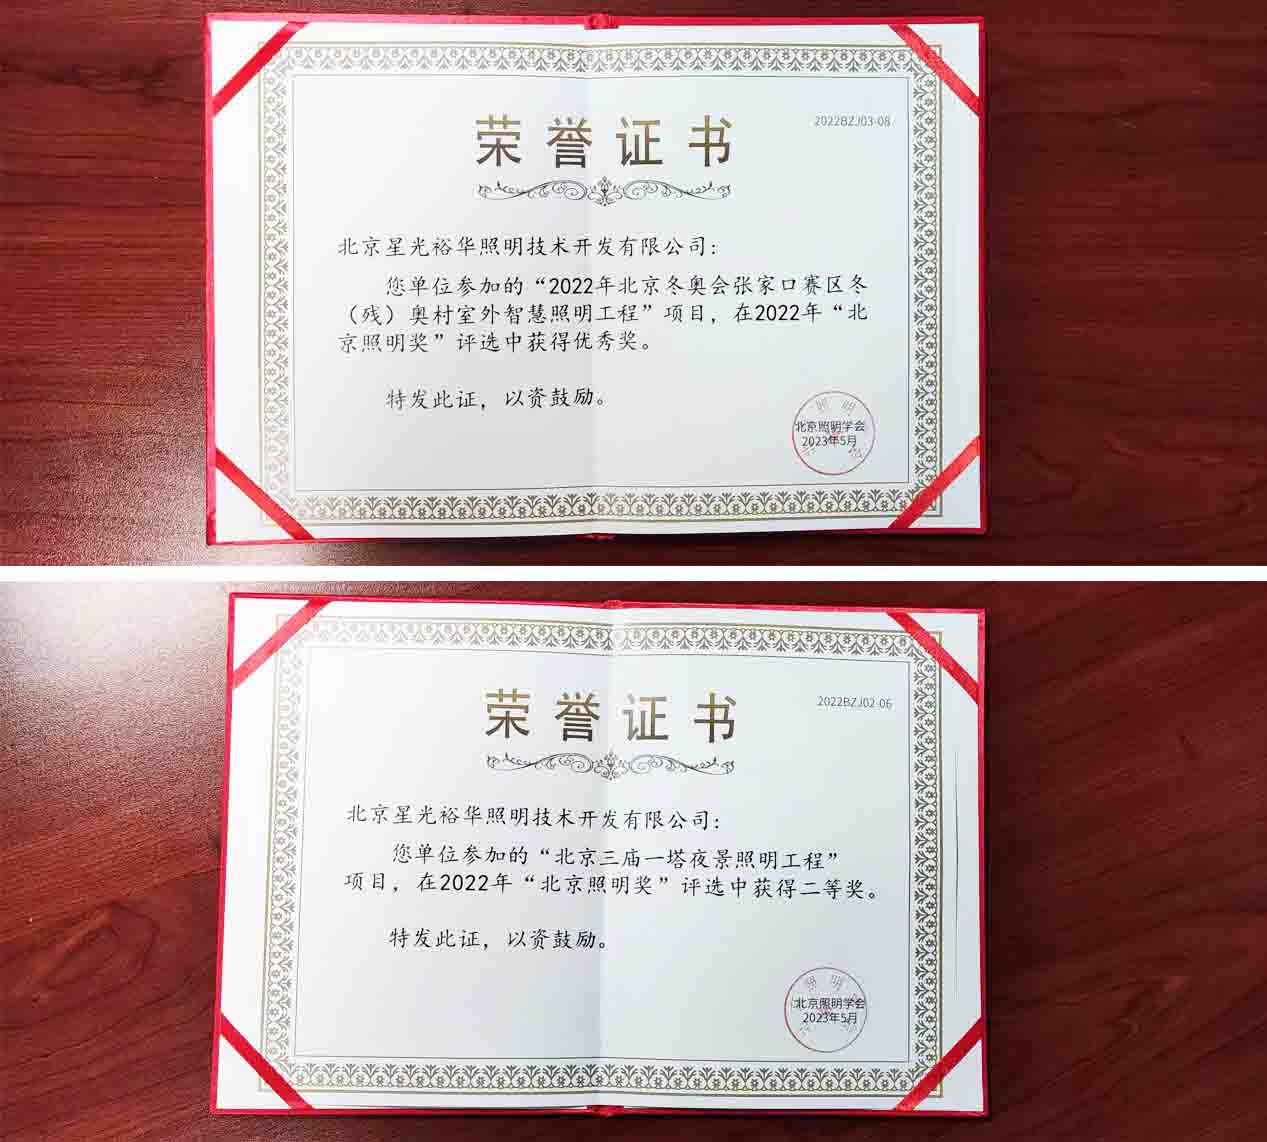 荣誉证书
2022BZJ03-08
北京星光裕华照明技术开发有限公司:
您单位参加的“2022年北京冬奥会张家口赛区冬
（残）奥村室外智慧照明工程”项目，在2022年“北
京照明奖”评选中获得优秀奖。
特发此证，以资鼓励。
北京照明学会
2023年5月
荣誉证书
2022BZJ02-06
北京星光裕华照明技术开发有限公司:
您单位参加的“北京三庙一塔夜景照明工程”
项目，在2022年“北京照明奖”评选中获得二等奖。
特发此证，以资鼓励。
北京照明学会
2023年5月